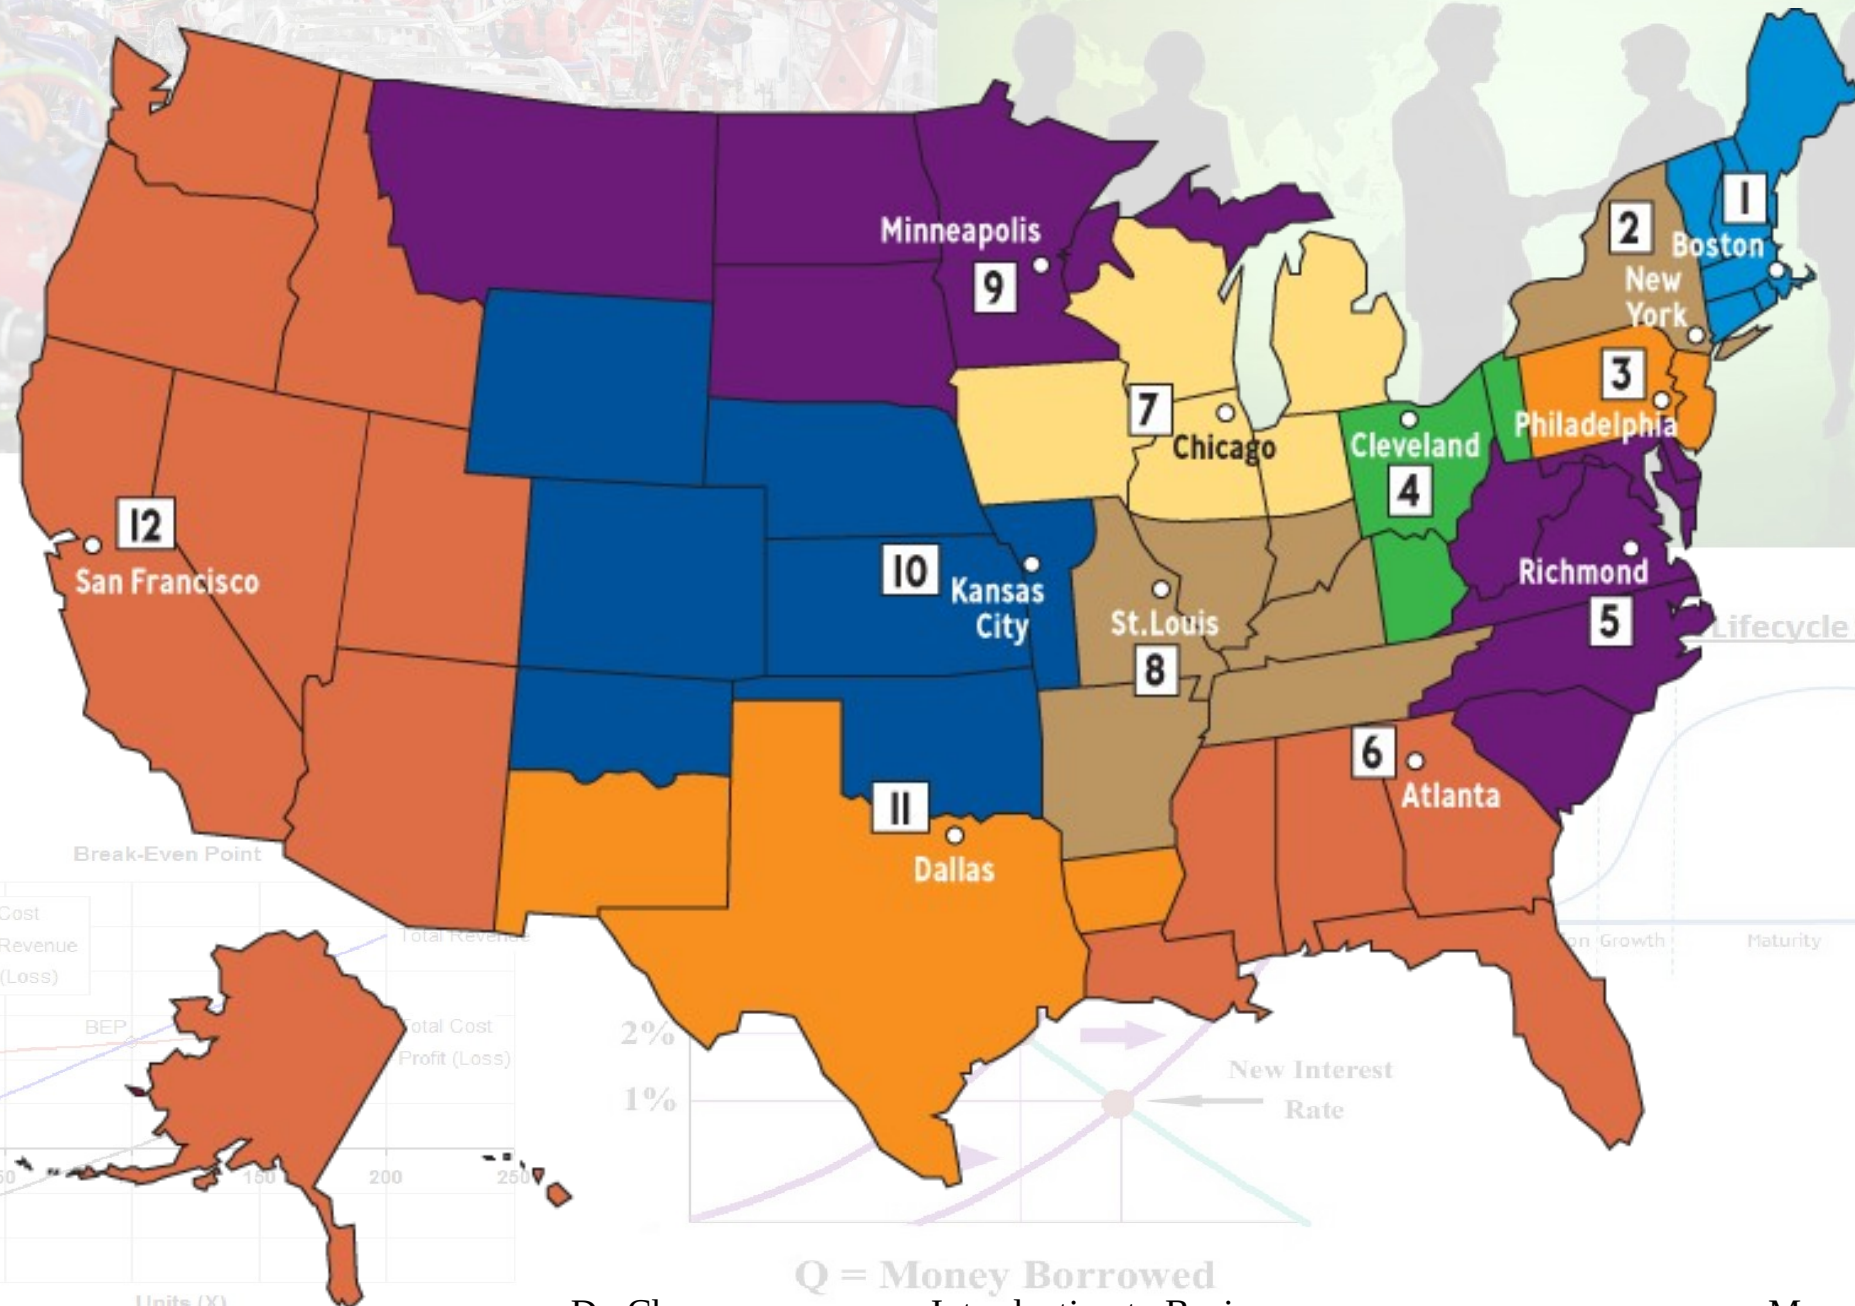 Minneapolis
9
2
1
Boston
New
York
3
Philadelphia
7
Chicago
Cleveland
4
12
San Francisco
10
Kansas
City
St.Louis
8
Richmond
5
Lifecycle
6
Atlanta
11
Dallas
Break-Even Point
Cost
Revenue
(Loss)
Total Revenue
BEP
Total Cost
Profit (Loss)
Growth
Maturity
2%
1%
New Interest
Rate
150
200
250
Q = Money Borrowed
Units (X)